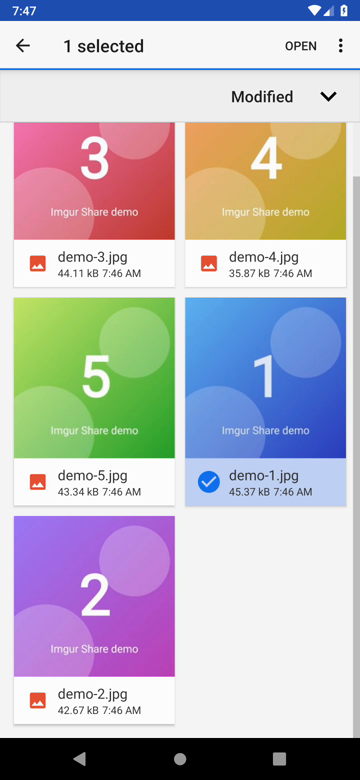 7:47
1 selected
OPEN
Modified
3
Imgur Share demo
demo-3.jpg
44.11 kB 7:46 AM
4
Imgur Share demo
demo-4.jpg
35.87 kB 7:46 AM
5
Imgur Share demo
demo-5.jpg
43.34 kB 7:46 AM
1
Imgur Share demo
demo-1.jpg
45.37 kB 7:46 AM
2
Imgur Share demo
demo-2.jpg
42.67 kB 7:46 AM